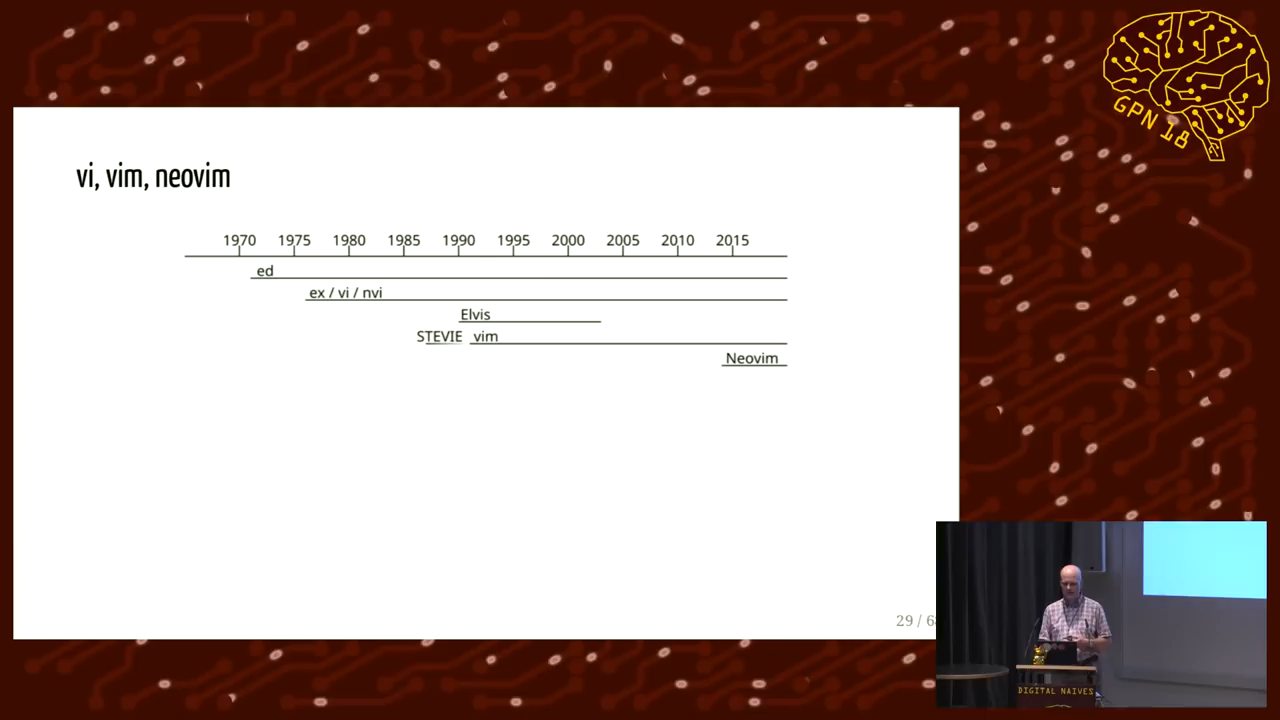 GPN 18
vi, vim, neovim
1970 1975 1980 1985 1990 1995 2000 2005 2010 2015
ed
ex / vi / nvi
Elvis
STEVIE vim
Neovim
29 / 6
DIGITAL NAIVES